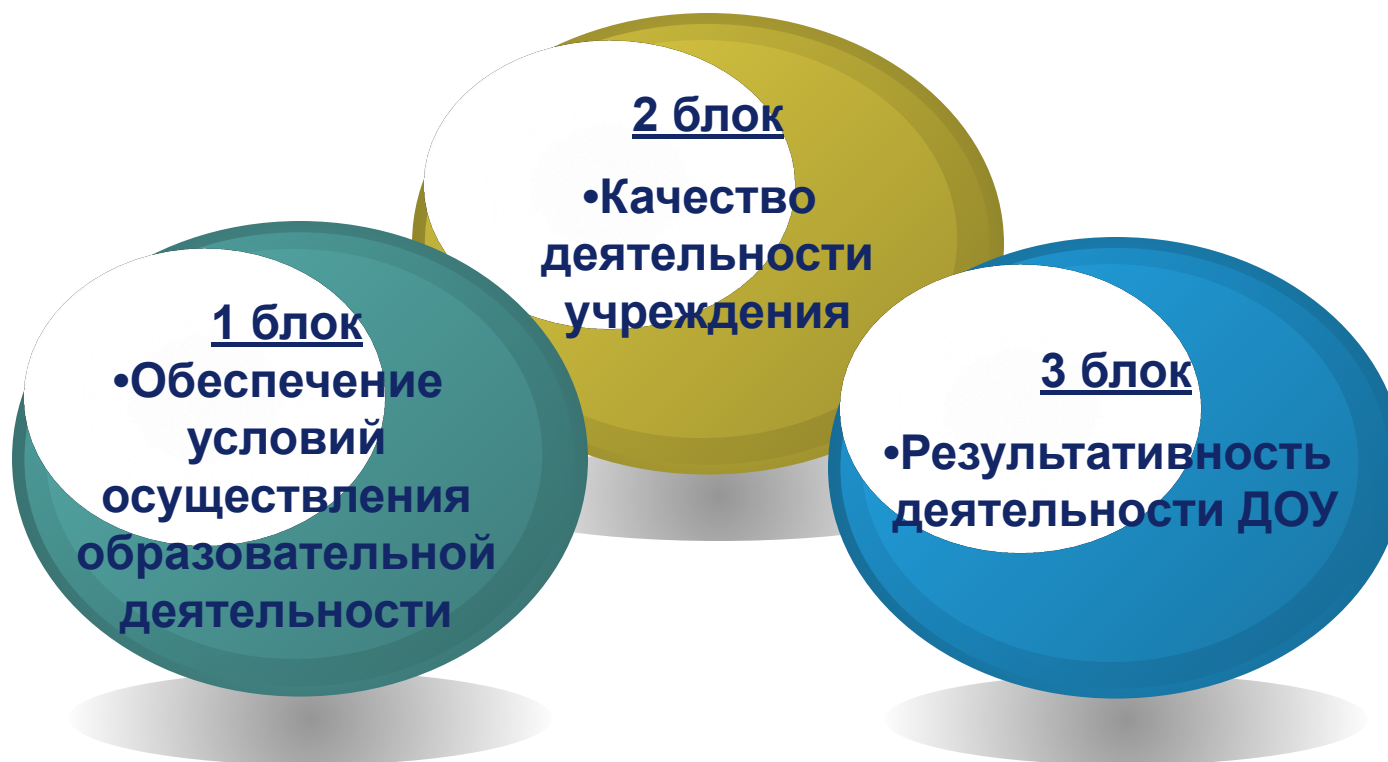 1 блок
•Обеспечение
условий
осуществления
образовательной
деятельности
2 блок
•Качество
деятельности
учреждения
3 блок
•Результативность
деятельности ДОУ